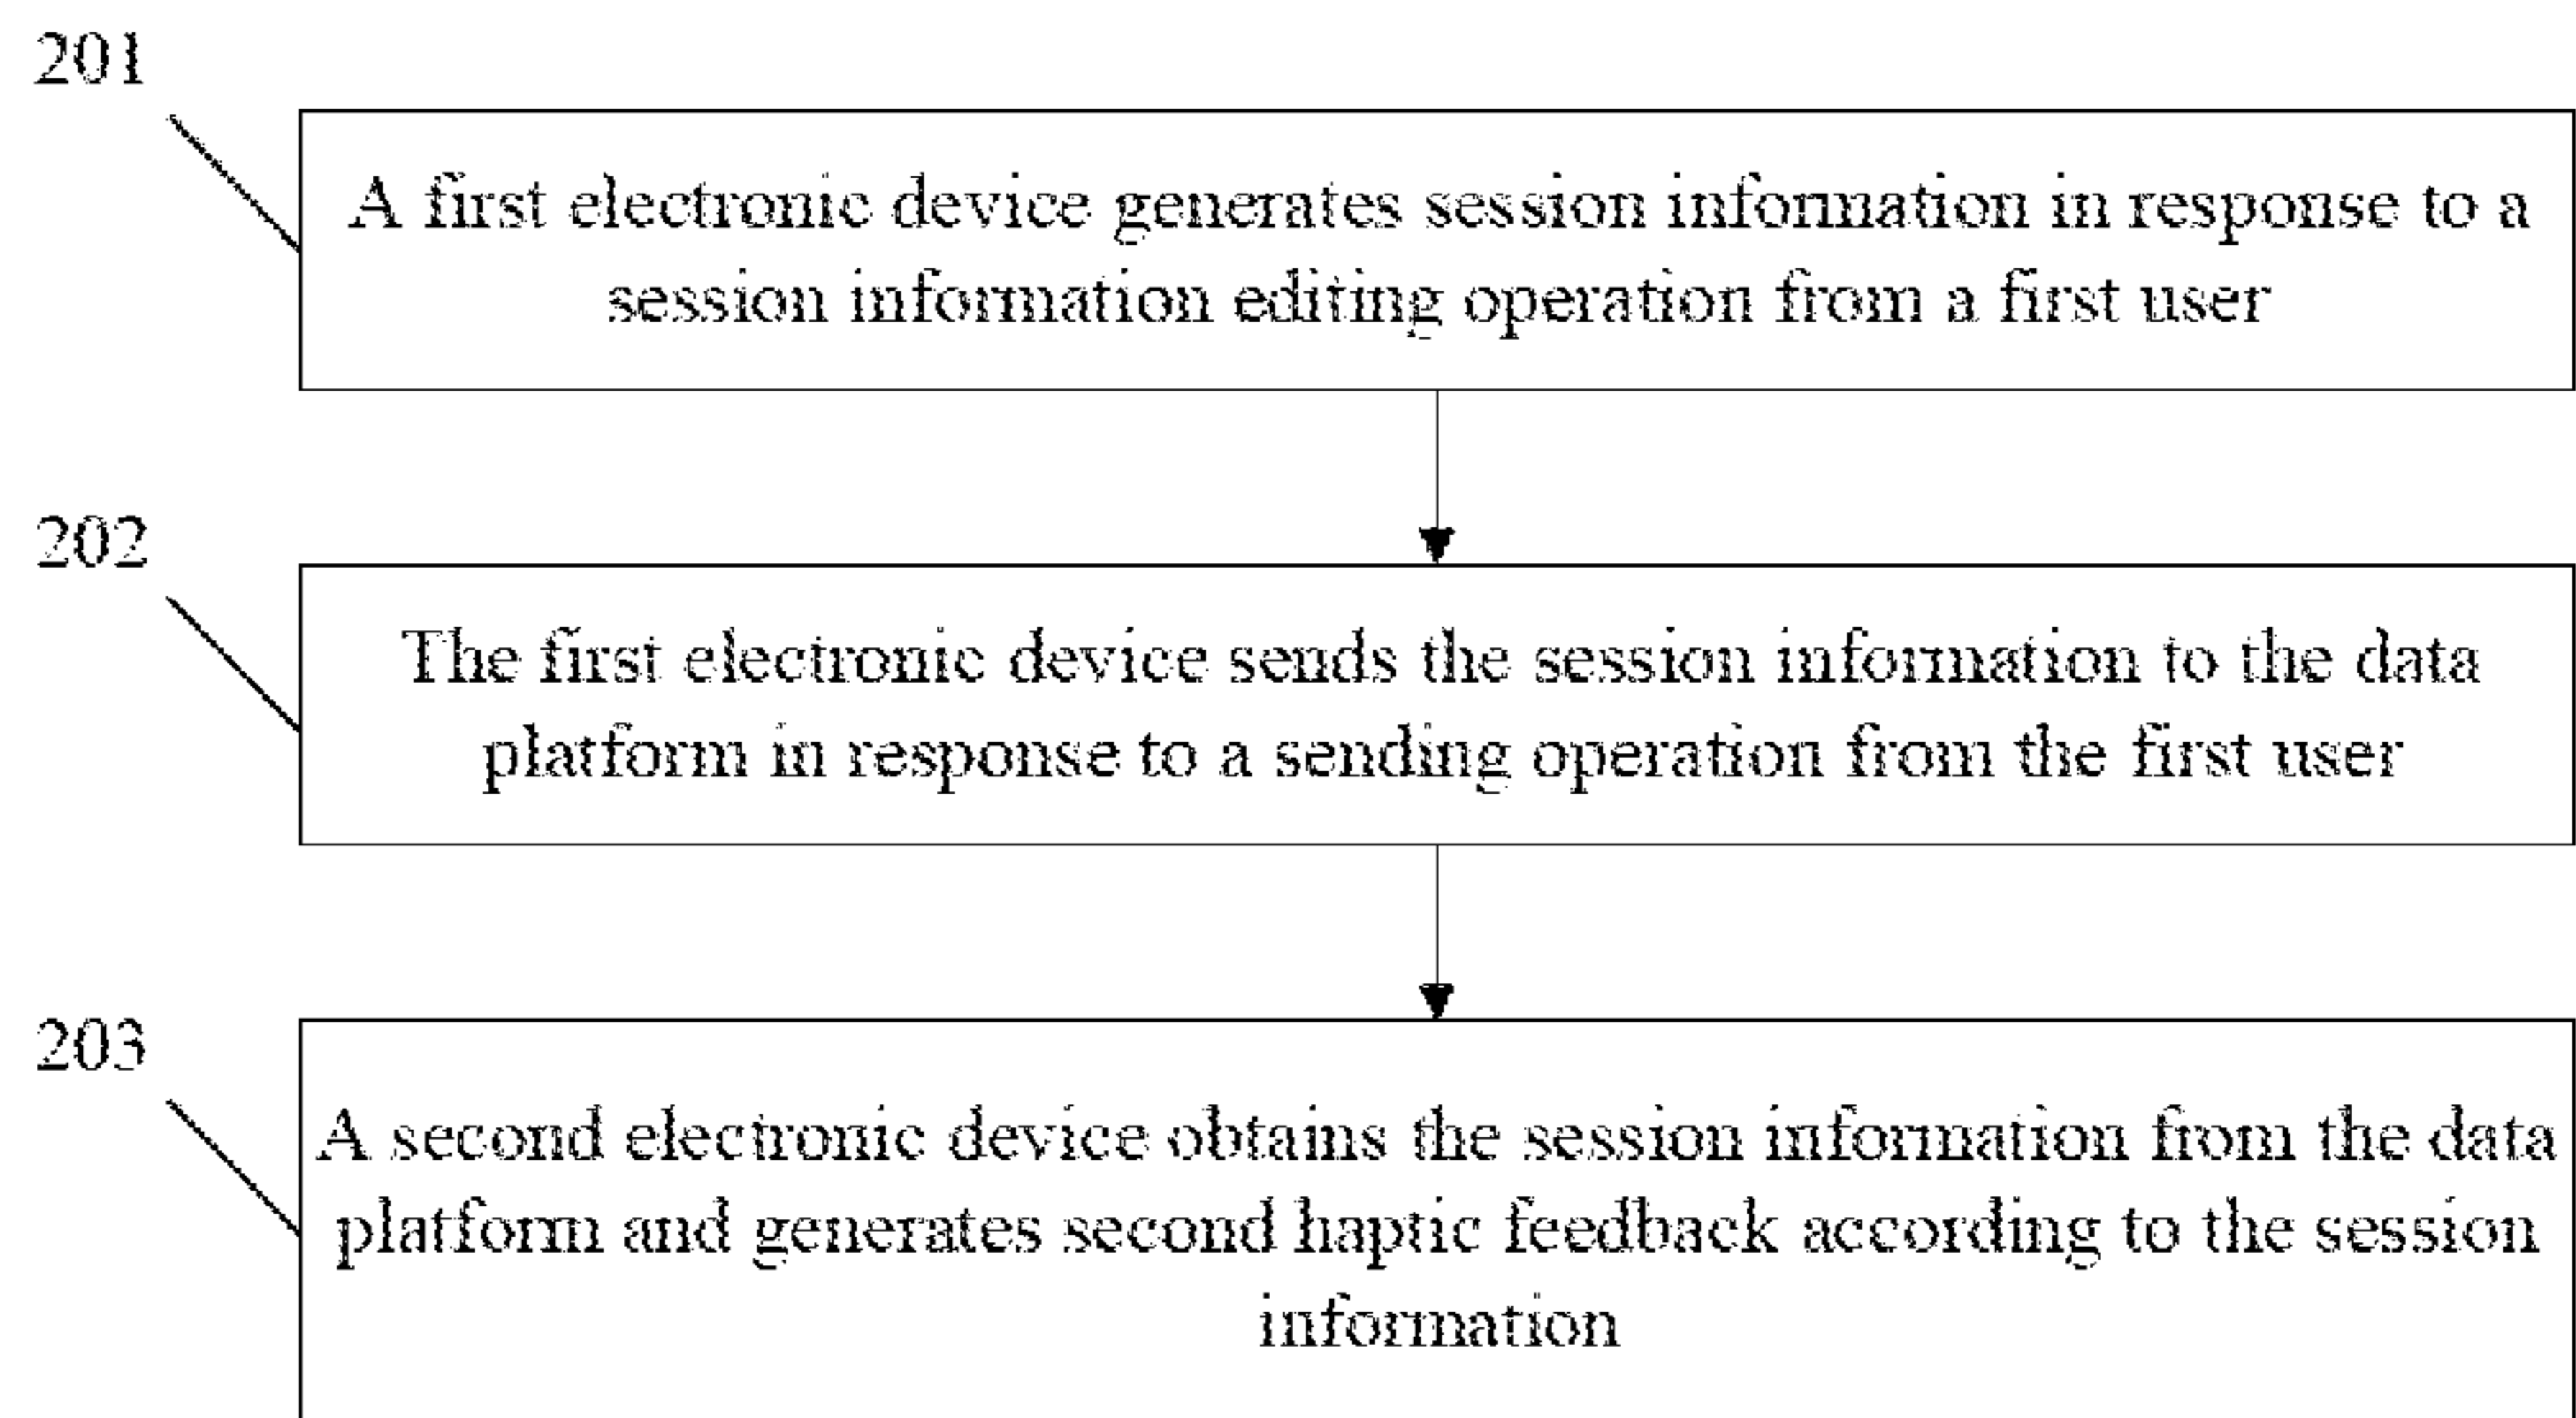 201
A first electronic device generates session information in response to a
session information editing operation from a first user
202
The first electronic device sends the session information to the data
platform in response to a sending operation from the first user
203
A second electronic device obtains the session information from the data
platform and generates second haptic feedback according to the session
information